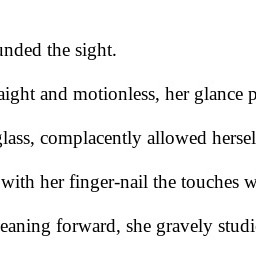 unded the sight.
aight and motionless, her glance p
glass, complacently allowed hersel
with her finger-nail the touches w
eaning forward, she gravely studi